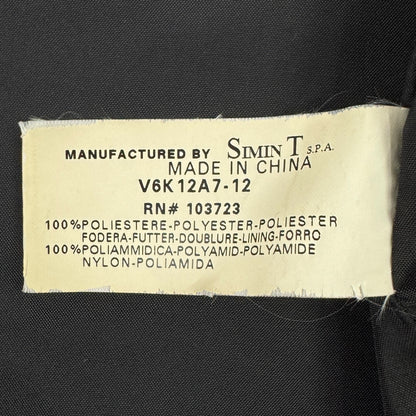 MANUFACTURED BY SIMIN T S.P.A.
MADE IN CHINA
V6K12A7-12
RN# 103723
100%POLIESTERE-POLYESTER-POLIESTER
FODERA-FUTTER-DOUBLURE-LINING-FORRO
100%POLIAMMIDICA-POLYAMID-POLYAMIDE
NYLON-POLIAMIDA